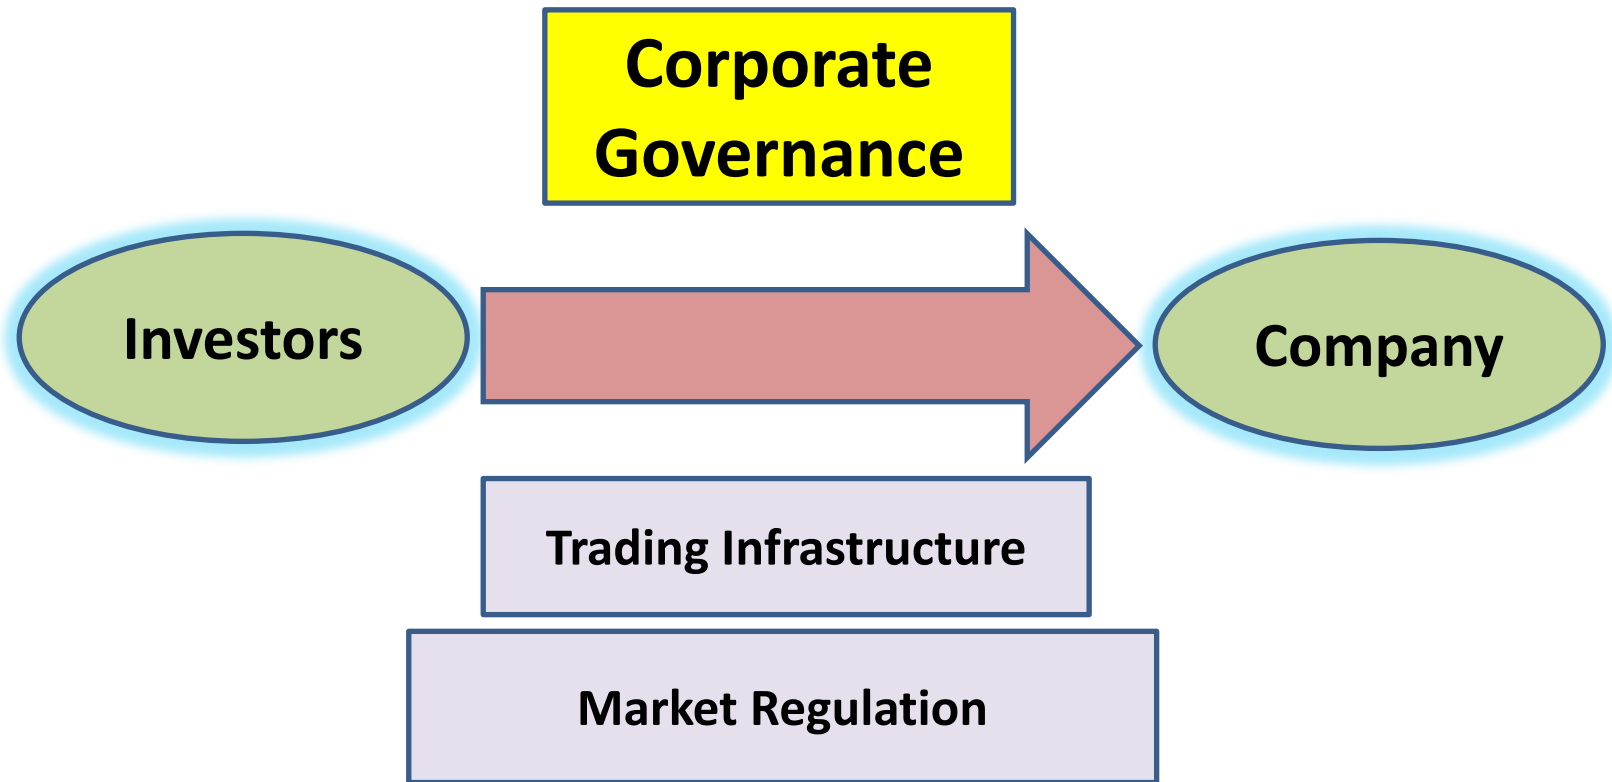 Corporate
Governance
Investors
Company
Trading Infrastructure
Market Regulation